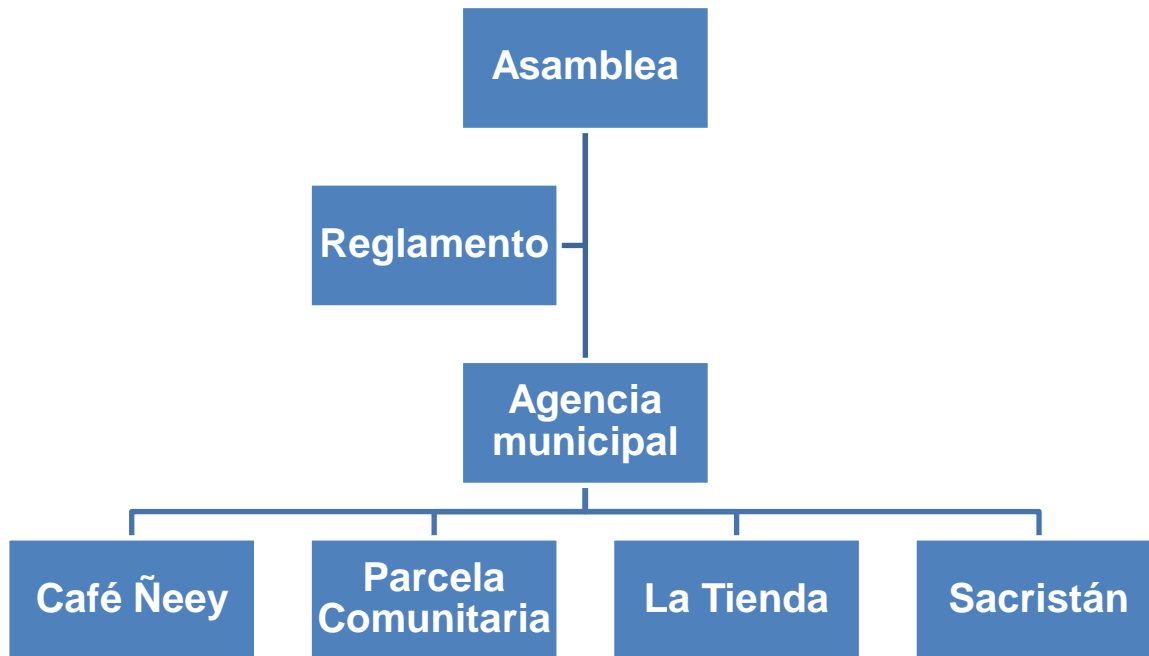 Asamblea
Reglamento
Agencia
municipal
Café Ñeey
Parcela
Comunitaria
La Tienda
Sacristán